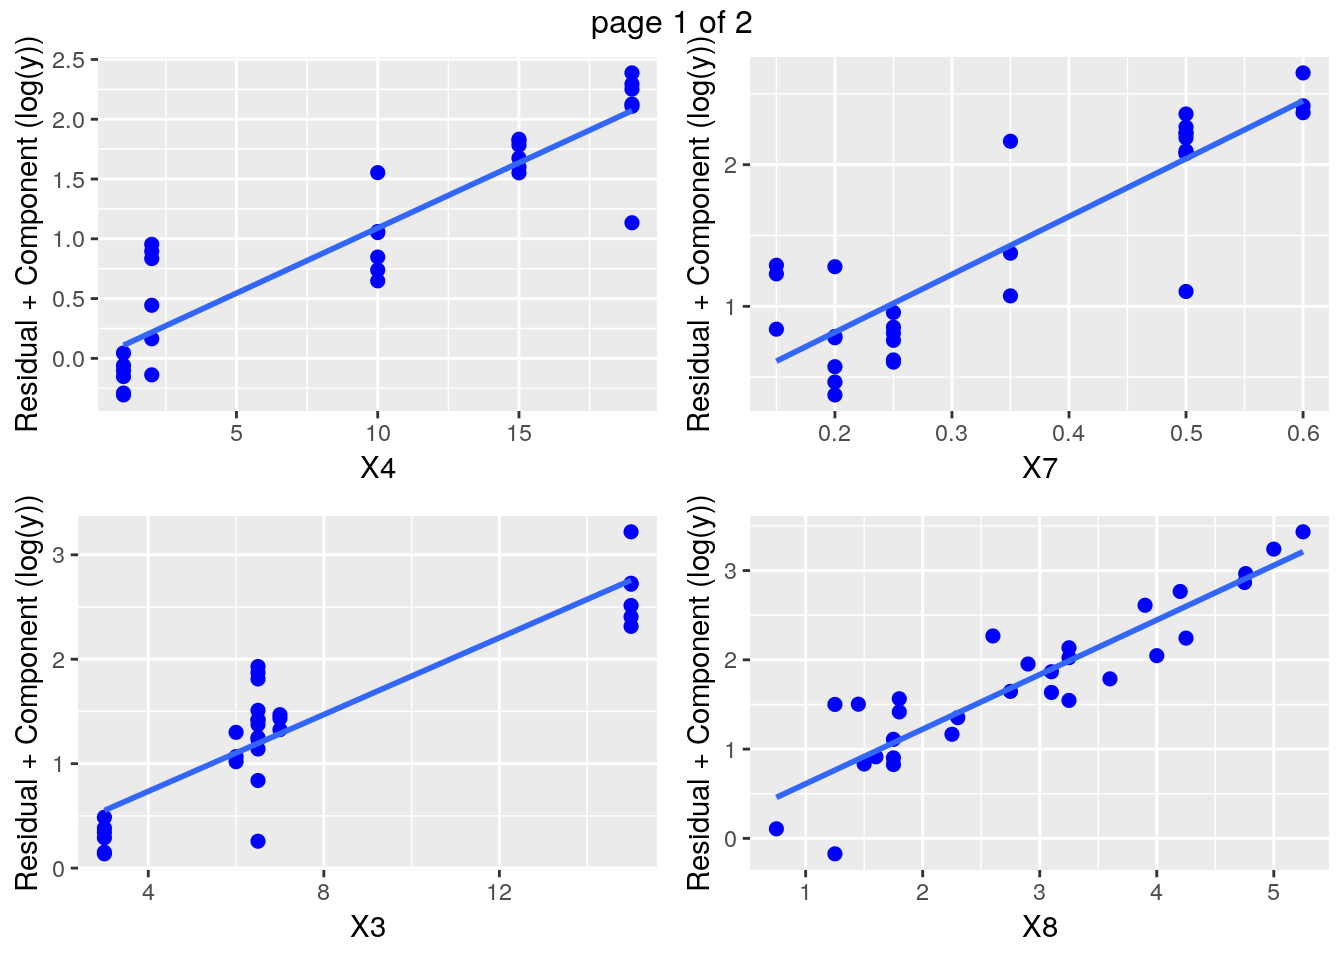 page 1 of 2
Residual + Component (log(y))
2.5
2.0
1.5
1.0
0.5
0.0
5 10 15
X4
Residual + Component (log(y))
2
1
0.2 0.3 0.4 0.5 0.6
X7
Residual + Component (log(y))
3
2
1
0
4 8 12
X3
Residual + Component (log(y))
3
2
1
0
1 2 3 4 5
X8